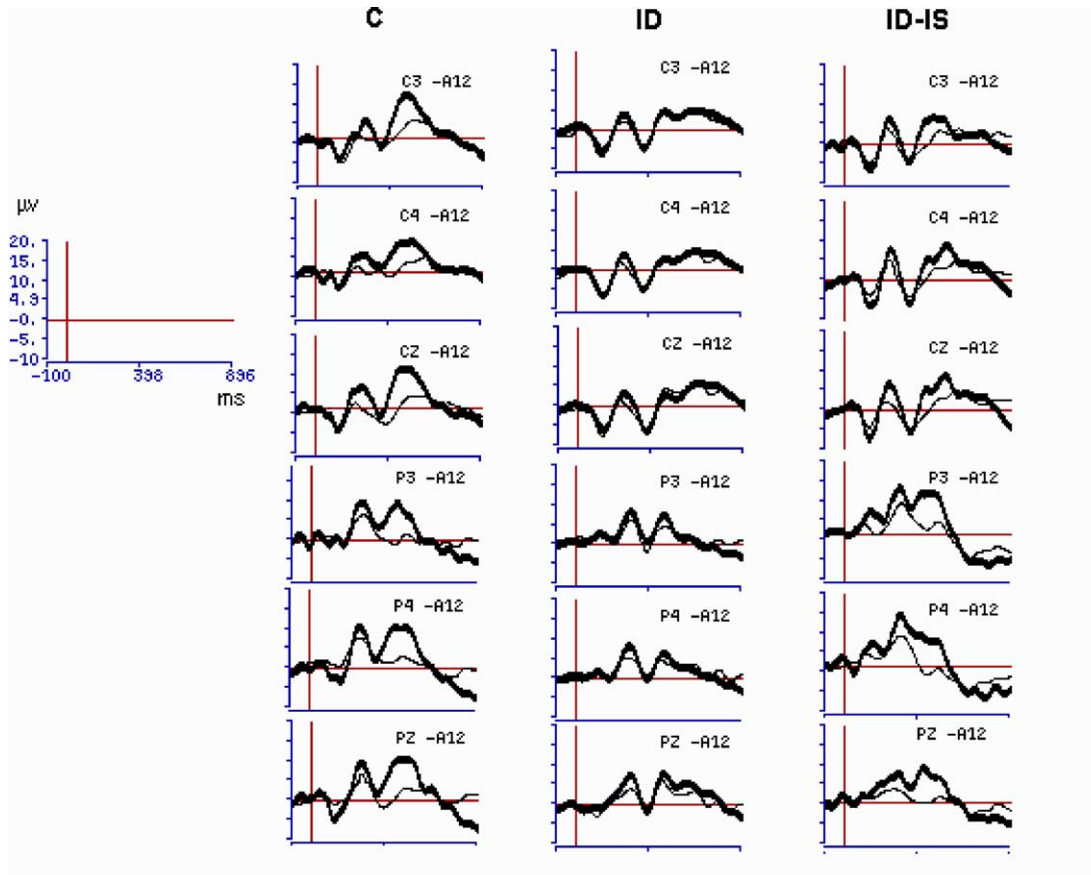 C ID ID-IS
C3 -A12 C3 -A12 C3 -A12
C4 -A12 C4 -A12 C4 -A12
µv
20.
15.
10.
4.9
-0.
-5.
-10
-100 398 896
ms
CZ -A12 CZ -A12 CZ -A12
P3 -A12 P3 -A12 P3 -A12
P4 -A12 P4 -A12 P4 -A12
PZ -A12 PZ -A12 PZ -A12